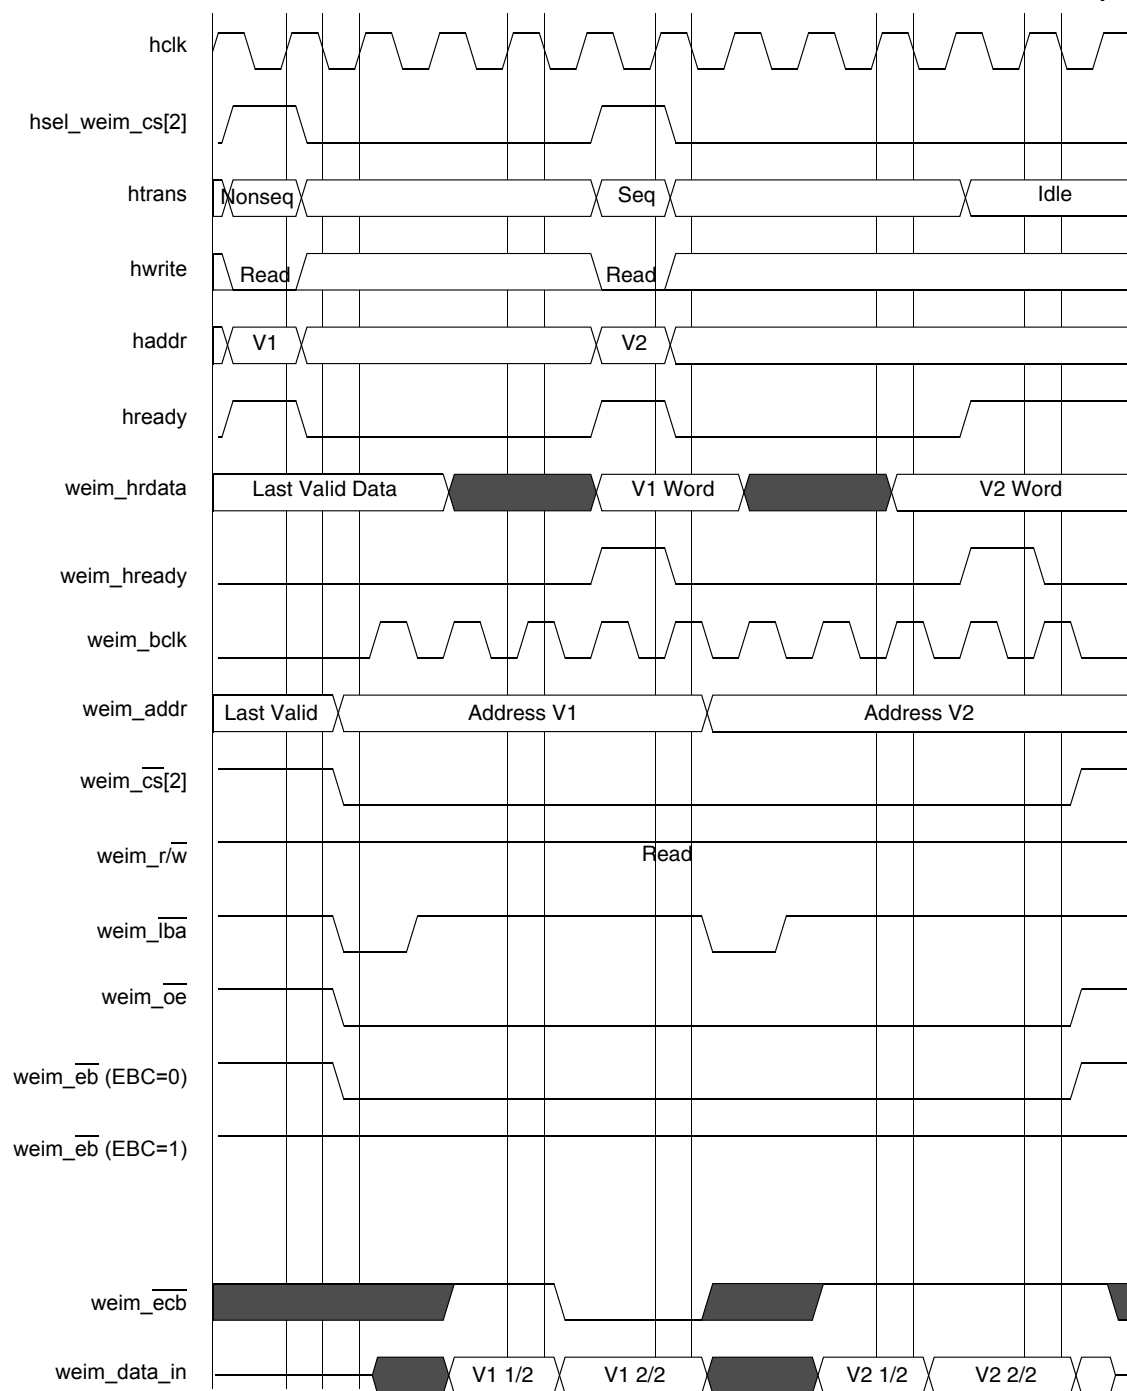 hclk
hsel_weim_cs[2]
htrans Nonseq Seq Idle
hwrite Read Read
haddr V1 V2
hready
weim_hrdata Last Valid Data V1 Word V2 Word
weim_hready
weim_bclk
weim_addr Last Valid Address V1 Address V2
weim_cs[2]
weim_r/w Read
weim_lba
weim_oe
weim_eb (EBC=0)
weim_eb (EBC=1)
weim_ecb
weim_data_in V1 1/2 V1 2/2 V2 1/2 V2 2/2